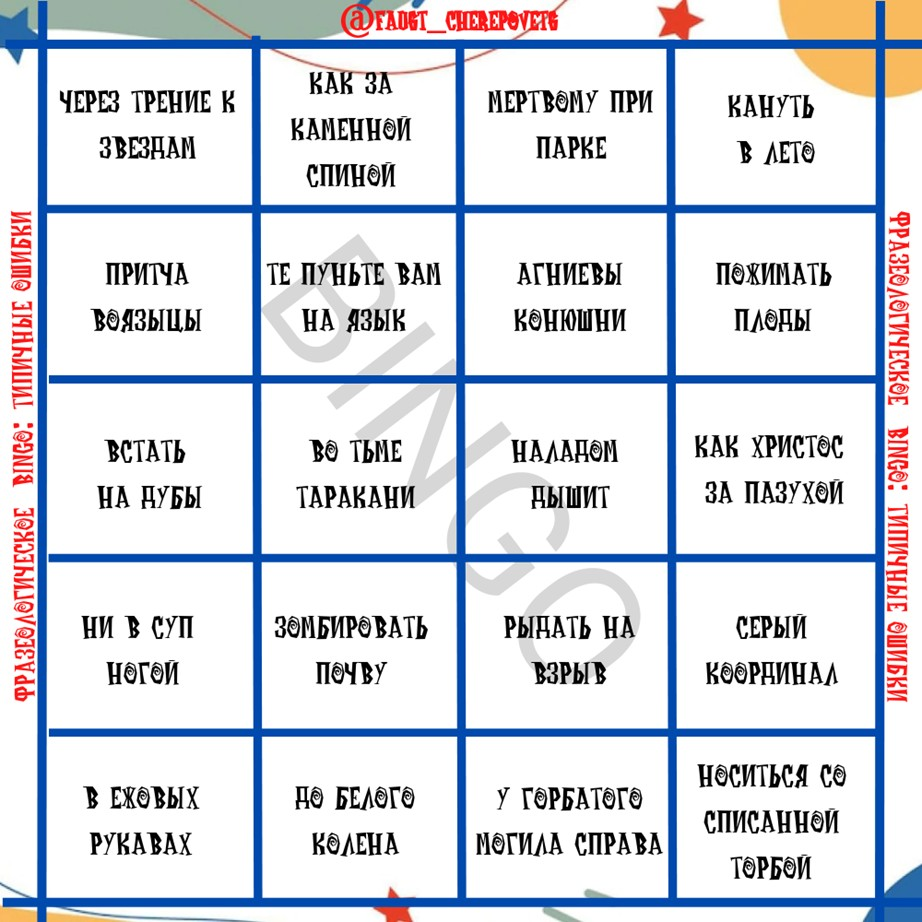 @FAUST_CHEREPOVETS
ФРАЗЕОЛОГИЧЕСКОЕ BINGO: ТИПИЧНЫЕ ОШИБКИ
ЧЕРЕЗ ТРЕНИЕ К
ЗВЕЗДАМ
КАК ЗА
КАМЕННОЙ
СПИНОЙ
МЕРТВОМУ ПРИ
ПАРКЕ
КАНУТЬ
В ЛЕТО
ПРИТЧА
ВОЯЗЫЦЫ
ТЕ ПУНЬТЕ ВАМ
НА ЯЗЫК
АГНИЕВЫ
КОНЮШНИ
ПОЖИМАТЬ
ПЛОДЫ
ВСТАТЬ
НА ДУБЫ
ВО ТЬМЕ
ТАРАКАНИ
НАЛАДОМ
ДЫШИТ
КАК ХРИСТОС
ЗА ПАЗУХОЙ
НИ В СУП
НОГОЙ
ЗОМБИРОВАТЬ
ПОЧВУ
РЫДАТЬ НА
ВЗРЫВ
СЕРЫЙ
КООРДИНАЛ
В ЕЖОВЫХ
РУКАВАХ
ДО БЕЛОГО
КОЛЕНА
У ГОРБАТОГО
МОГИЛА СПРАВА
НОСИТЬСЯ СО
СПИСАННОЙ
ТОРБОЙ
BINGO
ФРАЗЕОЛОГИЧЕСКОЕ BINGO: ТИПИЧНЫЕ ОШИБКИ